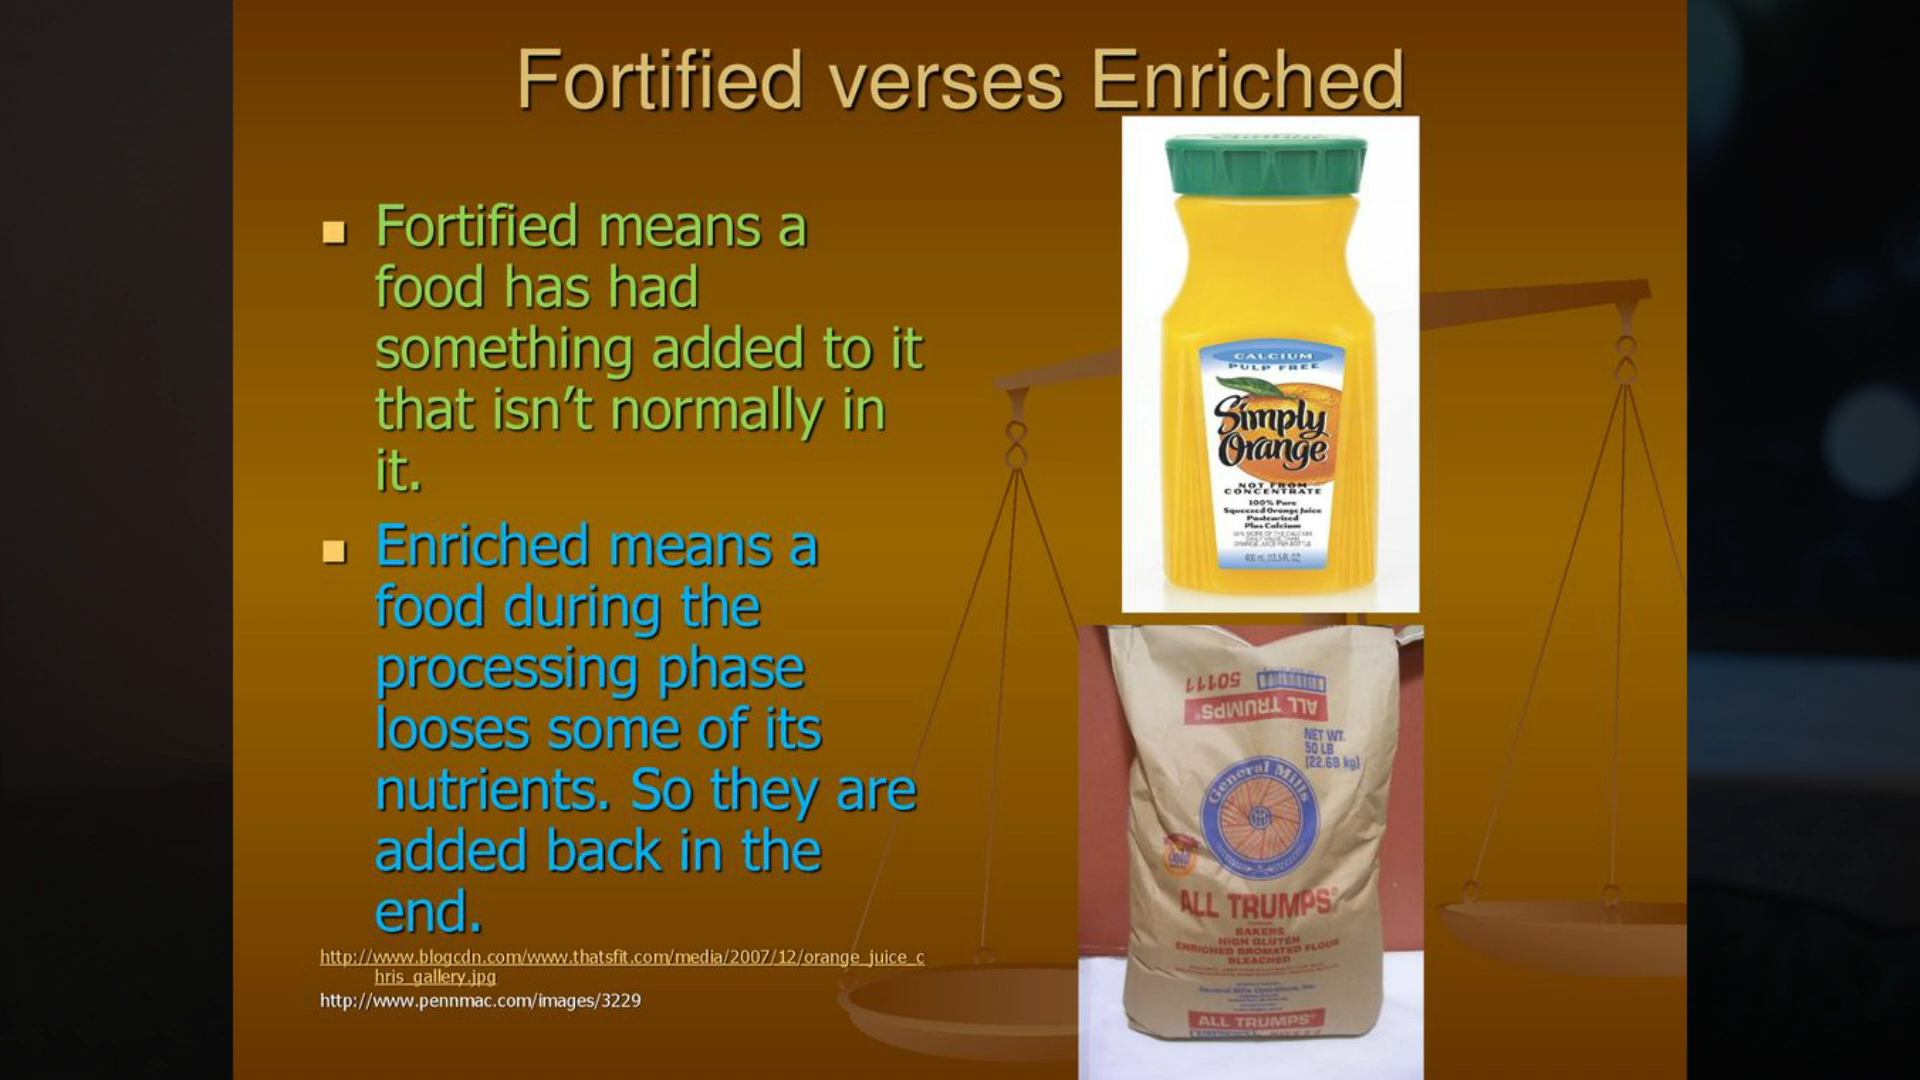 Fortified verses Enriched
Fortified means a
food has had
something added to it
that isn't normally in
it.
Enriched means a
food during the
processing phase
looses some of its
nutrients. So they are
added back in the
end.
http://www.blogcdn.com/www.thatsfit.com/media/2007/12/orange_juice_c
hris_gallery.jpg
http://www.pennmac.com/images/3229
CALCIUM
PULP FREE
Simply
Orange
NOT FROM
CONCENTRATE
100% Pure
Squeezed Orange Juice
Pasteurized
Plus Calcium
50111
ALL TRUMPS®
NET WT.
50 LB
(22.68 kg)
General Mills
ALL TRUMPS®
BAKERS
HIGH GLUTEN
ENRICHED BROMATED FLOUR
BLEACHED
ALL TRUMPS®